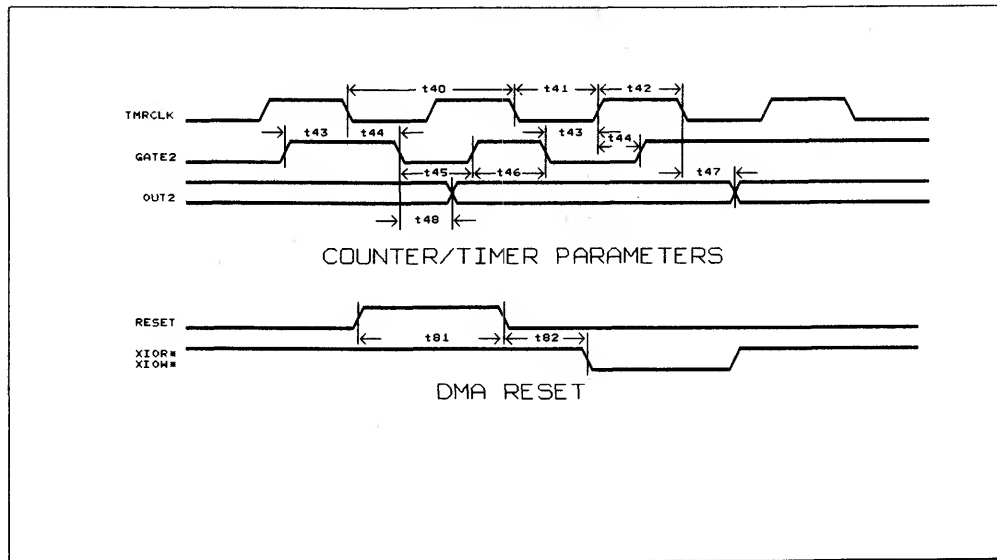 t40 t41 t42
TMRCLK
t43 t44 t43 t44
GATE2
t45 t46 t47
OUT2
t48
COUNTER/TIMER PARAMETERS
RESET
t81 t82
XIOR*
XIOW*
DMA RESET